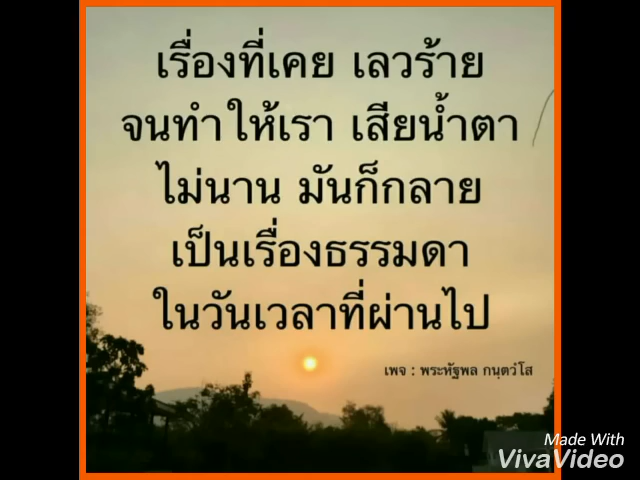 เรื่องที่เคย เลวร้าย
จนทำให้เรา เสียน้ำตา
ไม่นาน มันก็กลาย
เป็นเรื่องธรรมดา
ในวันเวลาที่ผ่านไป
เพจ : พระทัฐพล กนฺตวํโส
Made With
VivaVideo